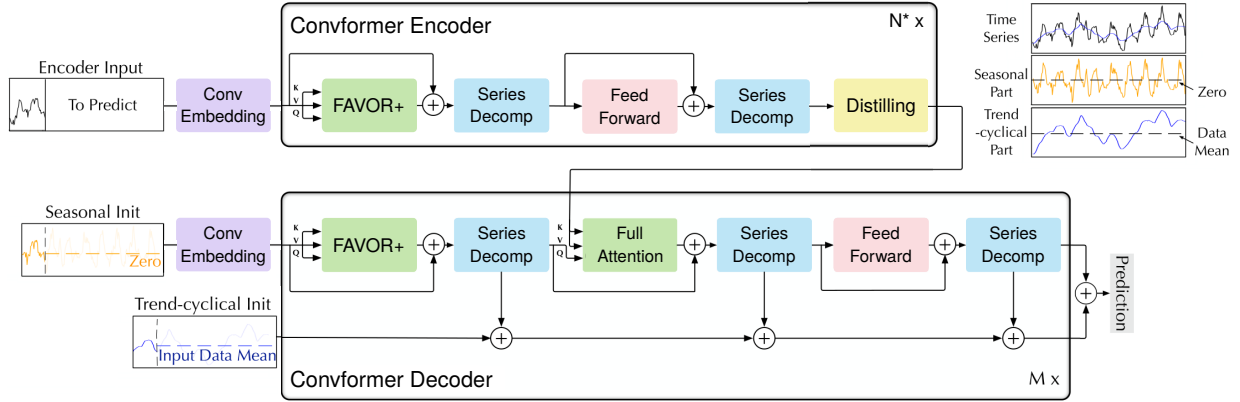 Convformer Encoder
N* x
Encoder Input
To Predict
Conv
Embedding
K
V
Q
FAVOR+
+
Series
Decomp
Feed
Forward
+
Series
Decomp
Distilling
Time
Series
Seasonal
Part
Zero
Trend
-cyclical
Part
Data
Mean
Seasonal Init
Zero
Conv
Embedding
K
V
Q
FAVOR+
+
Series
Decomp
K
V
Q
Full
Attention
+
Series
Decomp
Feed
Forward
+
Series
Decomp
+
Prediction
Trend-cyclical Init
Input Data Mean
+
+
+
Convformer Decoder
M x